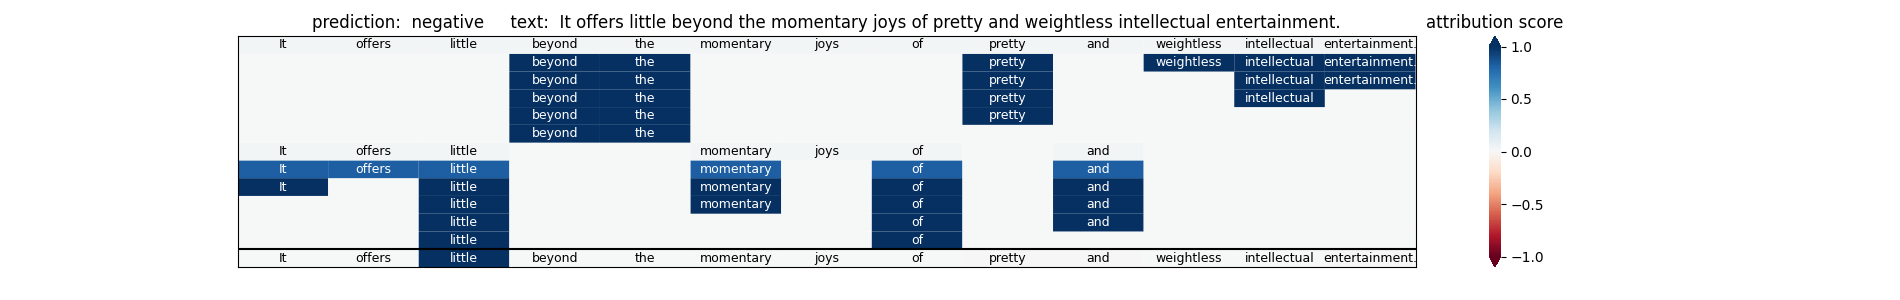 prediction:  negative     text:  It offers little beyond the momentary joys of pretty and weightless intellectual entertainment.
attribution score
It offers little beyond the momentary joys of pretty and weightless intellectual entertainment.
beyond the pretty weightless intellectual entertainment.
beyond the pretty intellectual entertainment.
beyond the pretty intellectual
beyond the pretty
beyond the
It offers little momentary joys of and
It offers little momentary of and
It little momentary of and
little momentary of and
little of and
little of
It offers little beyond the momentary joys of pretty and weightless intellectual entertainment.
1.0
0.5
0.0
−0.5
−1.0